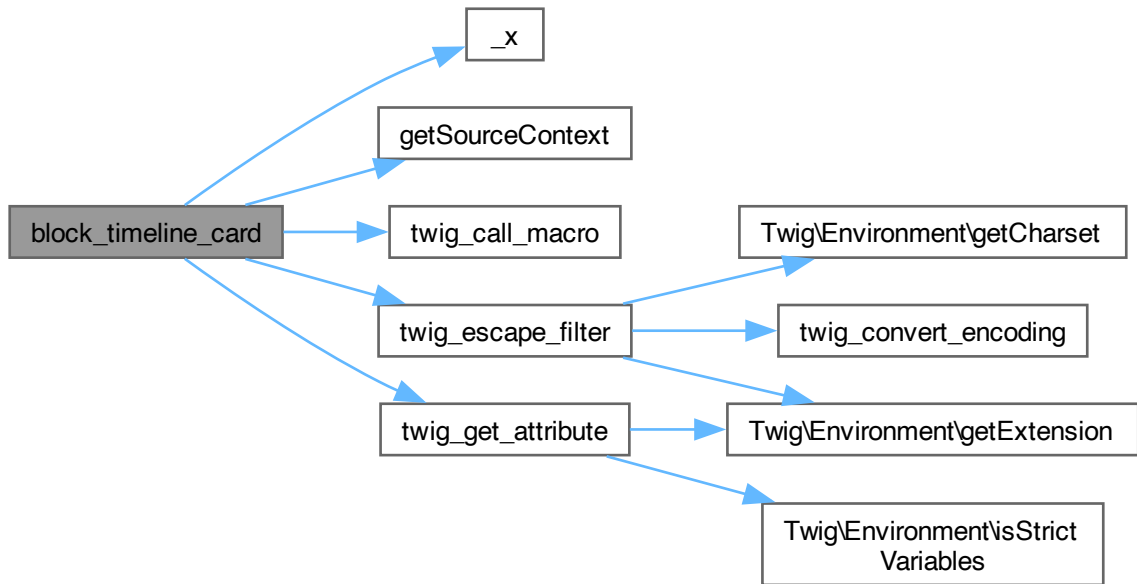 _x
getSourceContext
block_timeline_card
twig_call_macro
Twig\Environment\getCharset
twig_escape_filter
twig_convert_encoding
twig_get_attribute
Twig\Environment\getExtension
Twig\Environment\isStrict
Variables